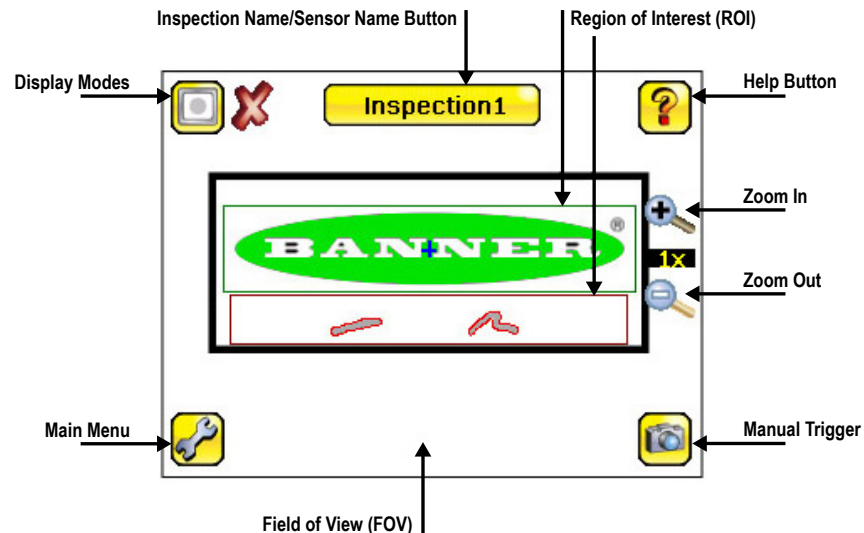 Inspection Name/Sensor Name Button
Region of Interest (ROI)
Display Modes
Help Button
Inspection1
?
Zoom In
BANNER®
1x
Zoom Out
Main Menu
Manual Trigger
Field of View (FOV)